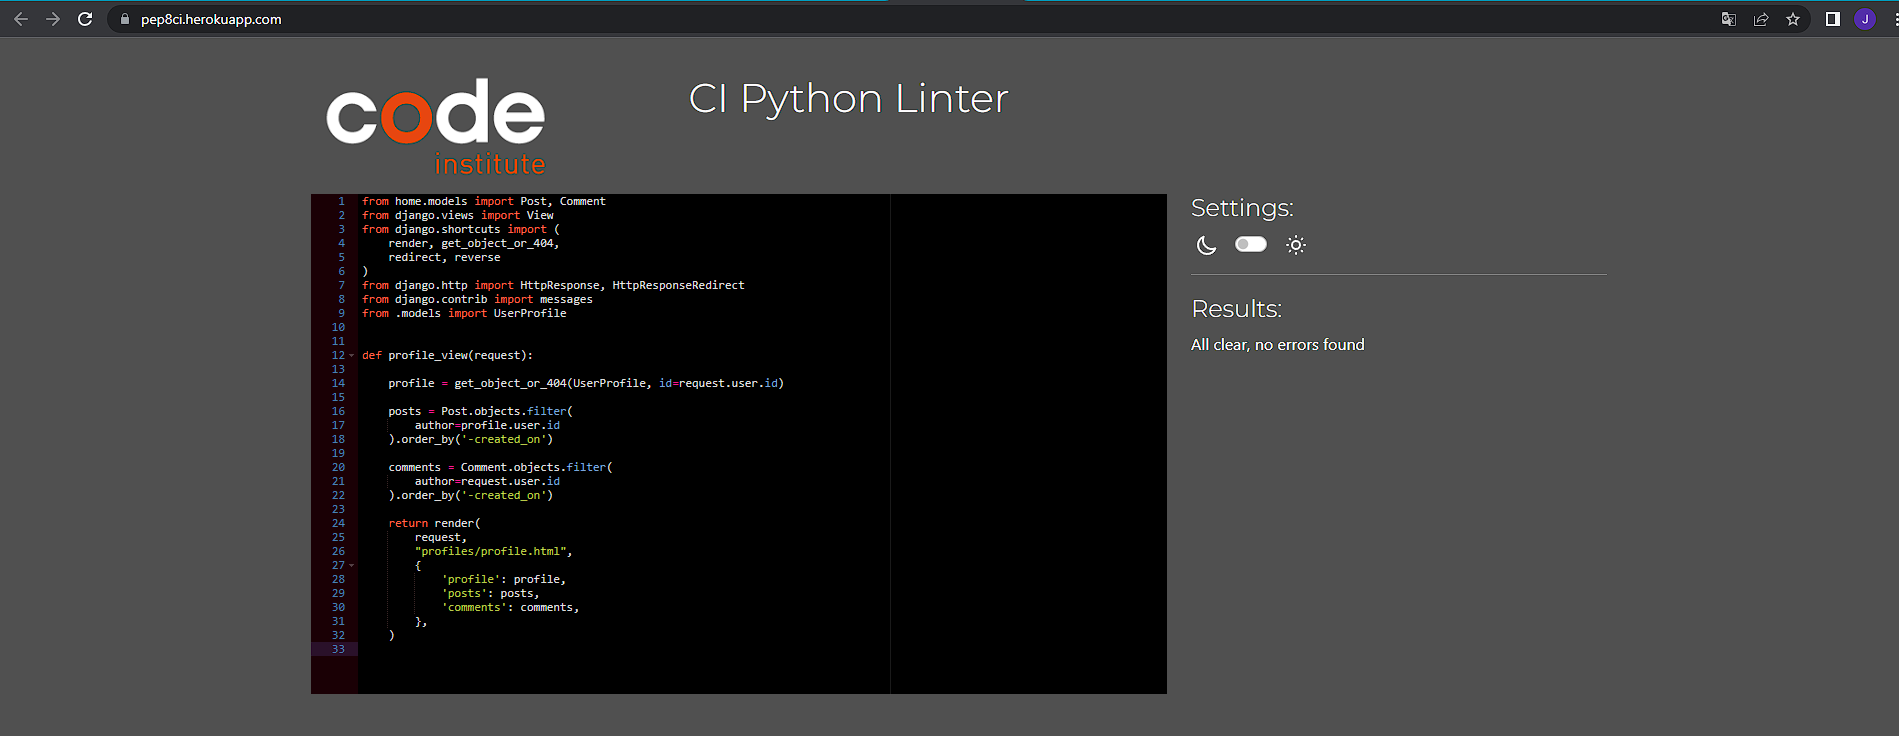 pep8ci.herokuapp.com
J
code
institute
CI Python Linter
1 from home.models import Post, Comment
2 from django.views import View
3 from django.shortcuts import (
4     render, get_object_or_404,
5     redirect, reverse
6 )
7 from django.http import HttpResponse, HttpResponseRedirect
8 from django.contrib import messages
9 from .models import UserProfile
10
11
12 def profile_view(request):
13
14     profile = get_object_or_404(UserProfile, id=request.user.id)
15
16     posts = Post.objects.filter(
17         author=profile.user.id
18     ).order_by('-created_on')
19
20     comments = Comment.objects.filter(
21         author=request.user.id
22     ).order_by('-created_on')
23
24     return render(
25         request,
26         "profiles/profile.html",
27         {
28             'profile': profile,
29             'posts': posts,
30             'comments': comments,
31         },
32     )
33
Settings:
Results:
All clear, no errors found